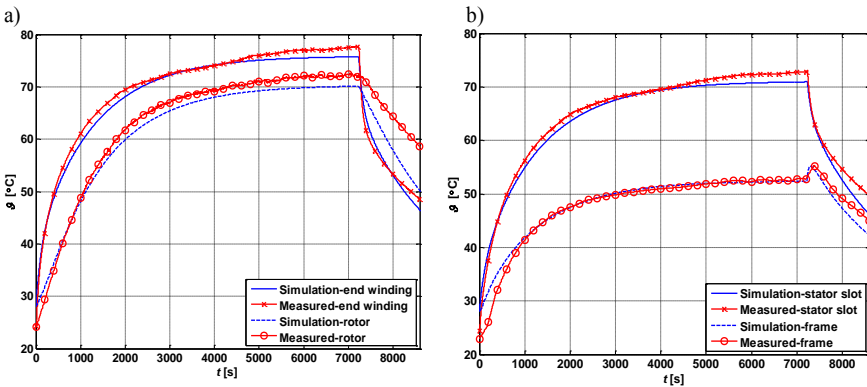 a)
80
70
60
50
40
30
20
ϑ [°C]
0 1000 2000 3000 4000 5000 6000 7000 8000
t [s]
Simulation-end winding
Measured-end winding
Simulation-rotor
Measured-rotor
b)
80
70
60
50
40
30
20
ϑ [°C]
0 1000 2000 3000 4000 5000 6000 7000 8000
t [s]
Simulation-stator slot
Measured-stator slot
Simulation-frame
Measured-frame